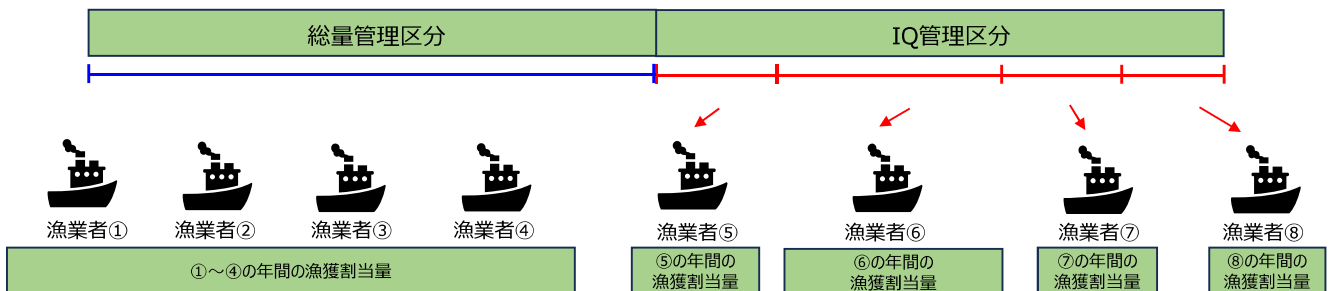 総量管理区分
IQ管理区分
漁業者①
漁業者②
漁業者③
漁業者④
漁業者⑤
漁業者⑥
漁業者⑦
漁業者⑧
①～④の年間の漁獲割当量
⑤の年間の
漁獲割当量
⑥の年間の
漁獲割当量
⑦の年間の
漁獲割当量
⑧の年間の
漁獲割当量